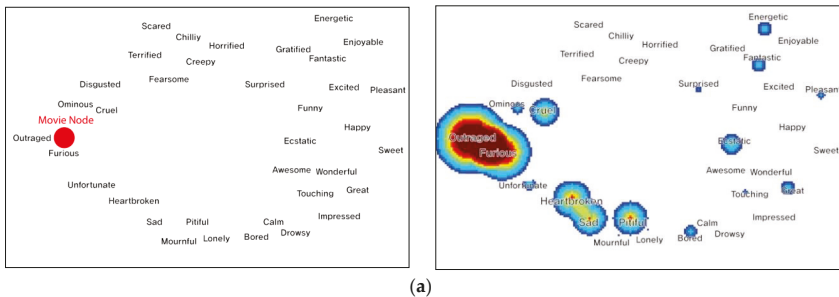 Energetic
Scared
Chilliy
Enjoyable
Horrified
Gratified
Terrified
Fantastic
Creepy
Fearsome
Disgusted
Surprised
Excited
Pleasant
Ominous
Cruel
Funny
Movie Node
Happy
Outraged
Ecstatic
Furious
Sweet
Awesome
Wonderful
Unfortunate
Touching
Great
Heartbroken
Impressed
Sad
Pitiful
Calm
Mournful
Lonely
Bored
Drowsy
Energetic
Scared
Chilliy
Enjoyable
Horrified
Gratified
Terrified
Fantastic
Creepy
Fearsome
Disgusted
Surprised
Excited
Pleasant
Ominous
Cruel
Funny
Happy
Outraged
Ecstatic
Furious
Sweet
Awesome
Wonderful
Unfortunate
Touching
Great
Heartbroken
Impressed
Sad
Pitiful
Calm
Mournful
Lonely
Bored
Drowsy
(a)